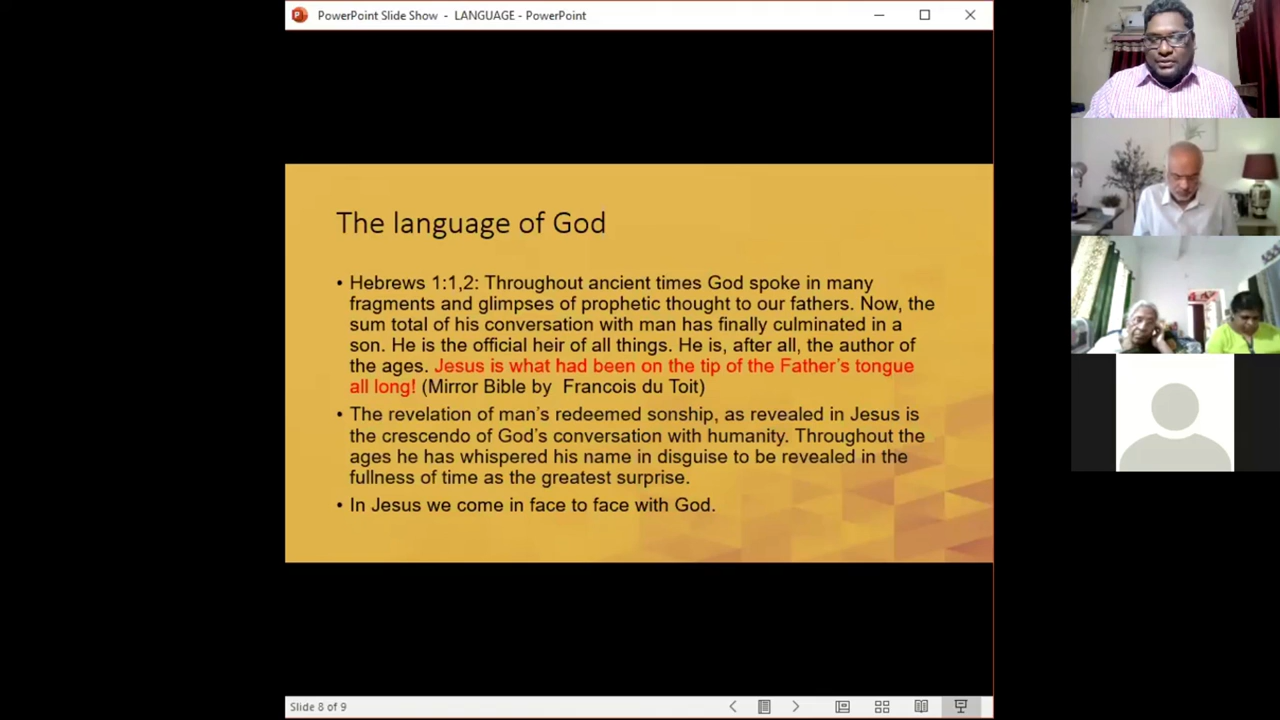 PowerPoint Slide Show - LANGUAGE - PowerPoint
The language of God
• Hebrews 1:1,2: Throughout ancient times God spoke in many
fragments and glimpses of prophetic thought to our fathers. Now, the
sum total of his conversation with man has finally culminated in a
son. He is the official heir of all things. He is, after all, the author of
the ages. Jesus is what had been on the tip of the Father’s tongue
all long! (Mirror Bible by Francois du Toit)
• The revelation of man’s redeemed sonship, as revealed in Jesus is
the crescendo of God’s conversation with humanity. Throughout the
ages he has whispered his name in disguise to be revealed in the
fullness of time as the greatest surprise.
• In Jesus we come in face to face with God.
Slide 8 of 9